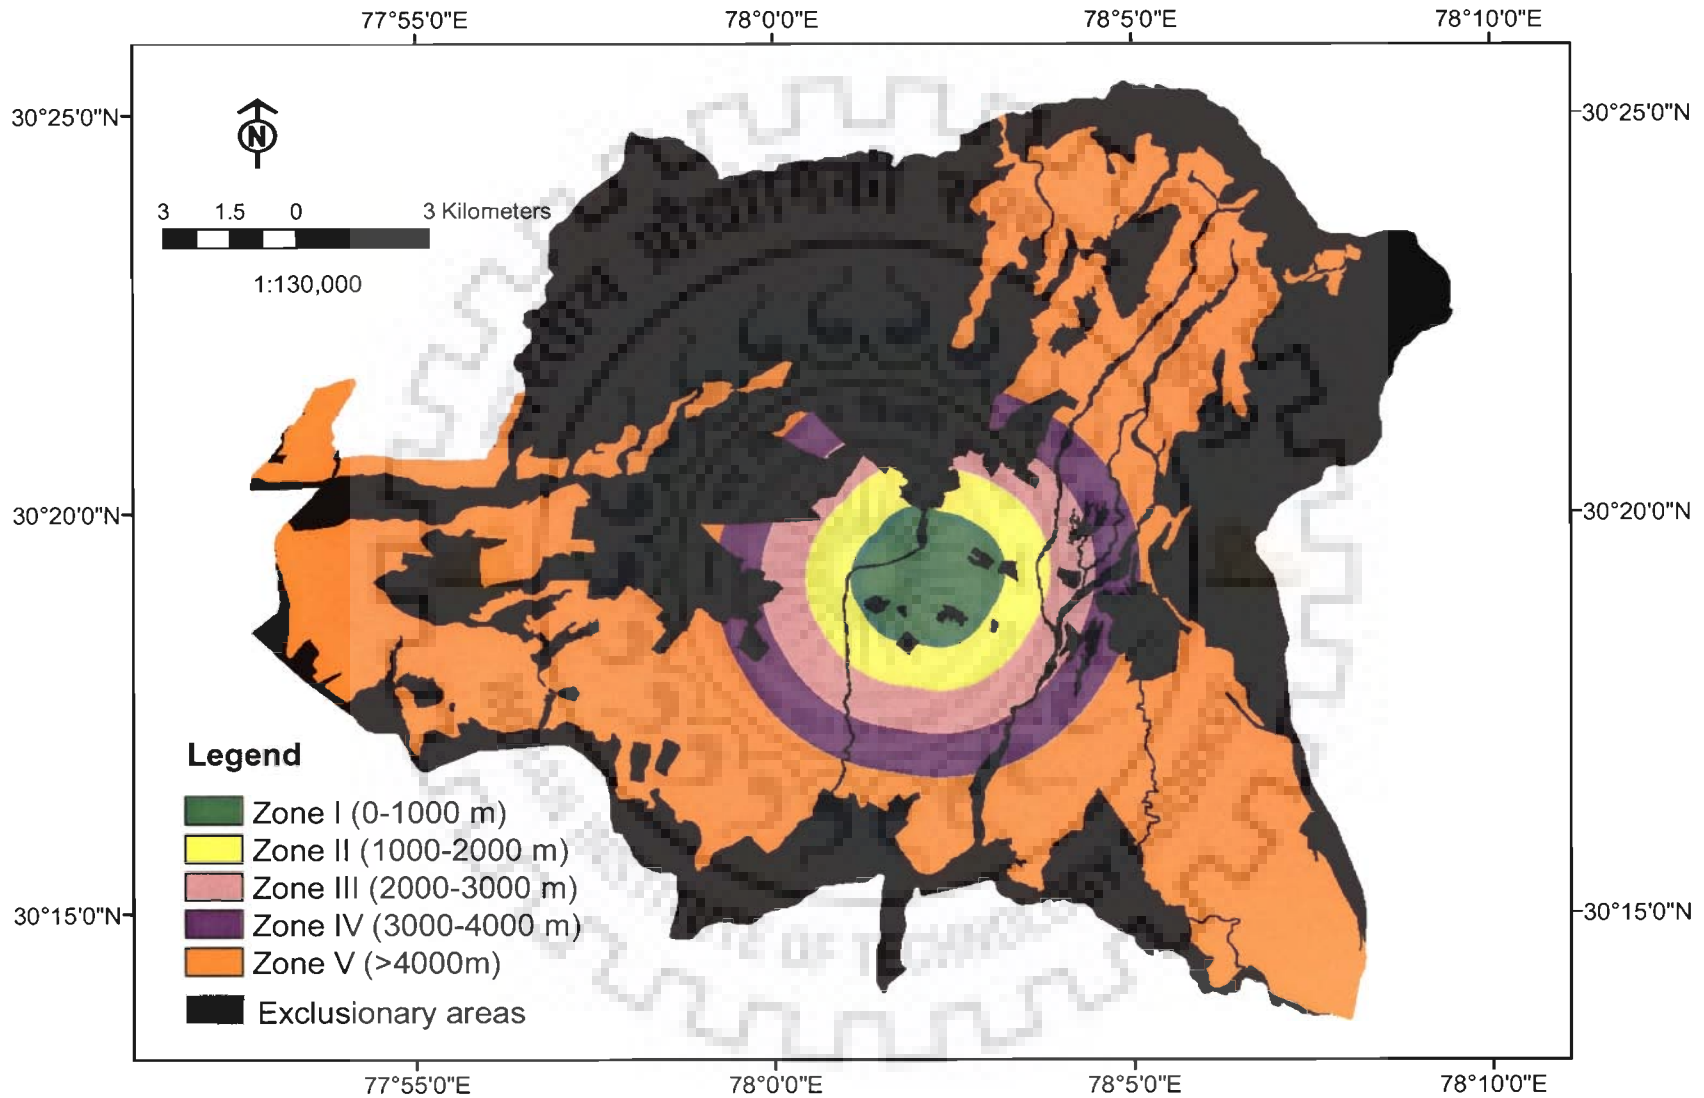 77°55'0"E 78°0'0"E 78°5'0"E 78°10'0"E
30°25'0"N 30°25'0"N
N
3 1.5 0 3 Kilometers
1:130,000
30°20'0"N 30°20'0"N
Legend
Zone I (0-1000 m)
Zone II (1000-2000 m)
Zone III (2000-3000 m)
Zone IV (3000-4000 m)
Zone V (>4000m)
Exclusionary areas
30°15'0"N 30°15'0"N
77°55'0"E 78°0'0"E 78°5'0"E 78°10'0"E